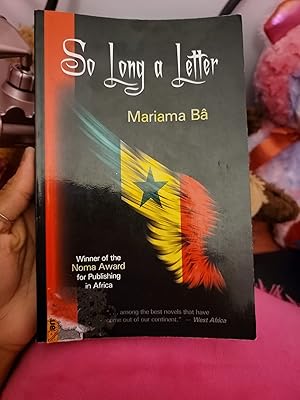 So Long a Letter
Mariama Bâ
Winner of the
Noma Award
for Publishing
in Africa
. . . among the best novels that have
come out of our continent." — West Africa